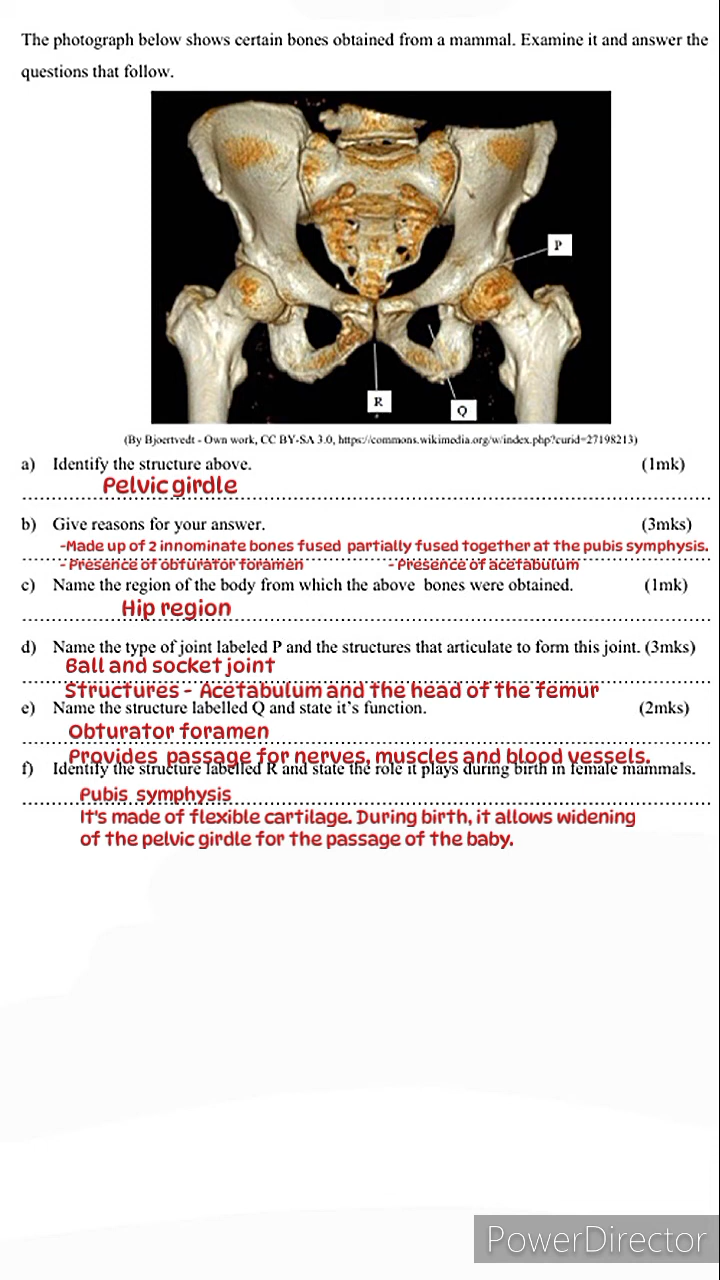 The photograph below shows certain bones obtained from a mammal. Examine it and answer the
questions that follow.
P
R
Q
(By Bjoertvedt - Own work, CC BY-SA 3.0, https://commons.wikimedia.org/w/index.php?curid=27198213)
a) Identify the structure above. (1mk)
Pelvic girdle
b) Give reasons for your answer. (3mks)
-Made up of 2 innominate bones fused partially fused together at the pubis symphysis.
- Presence of obturator foramen - Presence of acetabulum
c) Name the region of the body from which the above bones were obtained. (1mk)
Hip region
d) Name the type of joint labeled P and the structures that articulate to form this joint. (3mks)
Ball and socket joint
Structures - Acetabulum and the head of the femur
e) Name the structure labelled Q and state it's function. (2mks)
Obturator foramen
Provides passage for nerves, muscles and blood vessels.
f) Identify the structure labelled R and state the role it plays during birth in female mammals.
Pubis symphysis
It's made of flexible cartilage. During birth, it allows widening
of the pelvic girdle for the passage of the baby.
PowerDirector